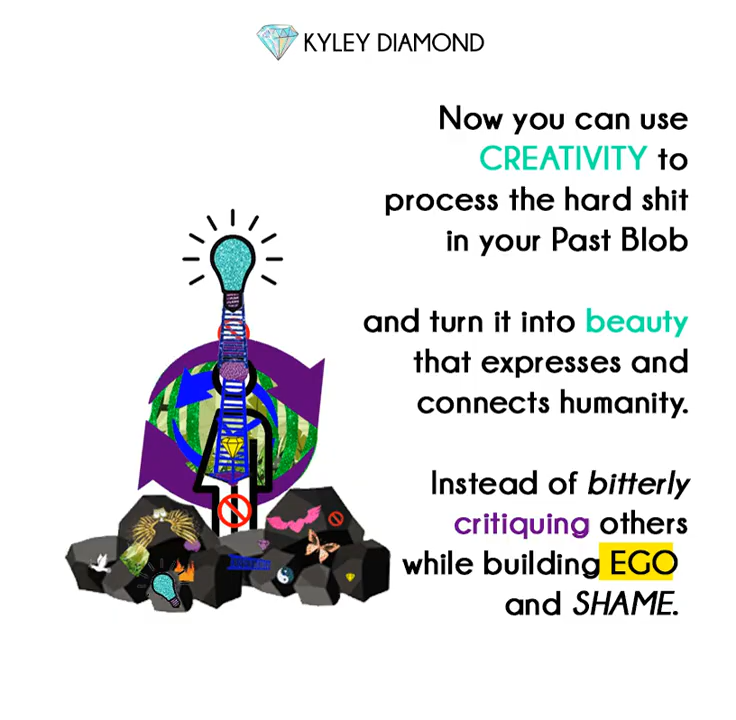 KYLEY DIAMOND
Now you can use
CREATIVITY to
process the hard shit
in your Past Blob
and turn it into beauty
that expresses and
connects humanity.
Instead of bitterly
critiquing others
while building EGO
and SHAME.